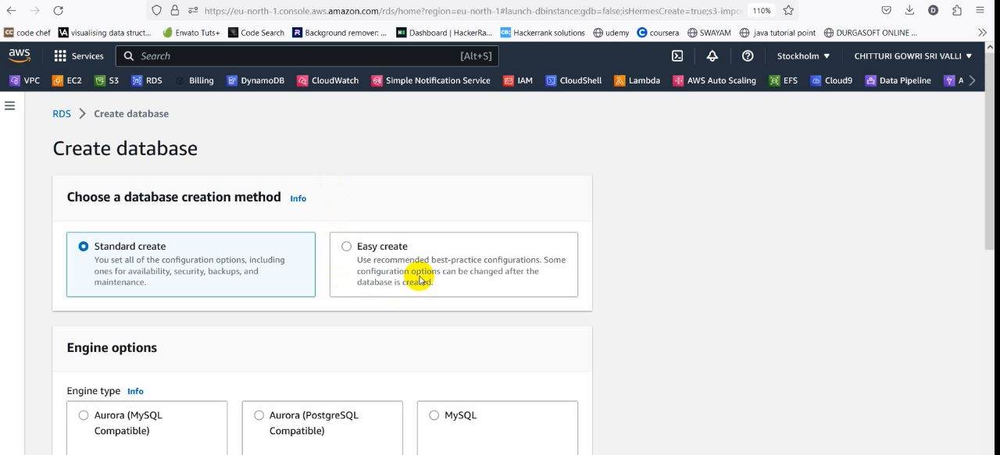 https://eu-north-1.console.aws.amazon.com/rds/home?region=eu-north-1#launch-dbinstance:gdb=false;isHermesCreate=true;s3-impo 110%
CC code chef VA visualising data struct... Envato Tuts+ Code Search R Background remover: ... Dashboard | HackerRa... Hackerrank solutions udemy coursera SWAYAM java tutorial point DURGASOFT ONLINE ...
aws Services Search [Alt+S] Stockholm CHITTURI GOWRI SRI VALLI
VPC EC2 S3 RDS Billing DynamoDB CloudWatch Simple Notification Service IAM CloudShell Lambda AWS Auto Scaling EFS Cloud9 Data Pipeline A
RDS > Create database
Create database
Choose a database creation method Info
Standard create
You set all of the configuration options, including
ones for availability, security, backups, and
maintenance.
Easy create
Use recommended best-practice configurations. Some
configuration options can be changed after the
database is created.
Engine options
Engine type Info
Aurora (MySQL
Compatible)
Aurora (PostgreSQL
Compatible)
MySQL